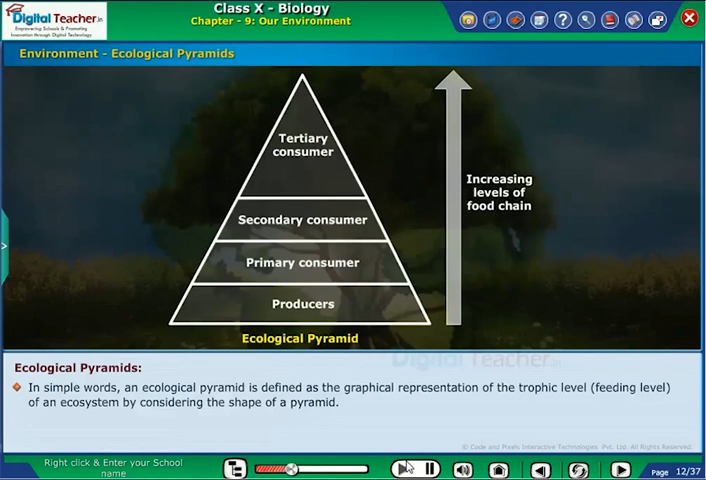 Digital Teacher.in
Empowering Schools & Promoting
Innovation through Digital Technology
Class X - Biology
Chapter - 9: Our Environment
Environment - Ecological Pyramids
Tertiary
consumer
Secondary consumer
Primary consumer
Producers
Ecological Pyramid
Increasing
levels of
food chain
Digital Teacher.in
Ecological Pyramids:
In simple words, an ecological pyramid is defined as the graphical representation of the trophic level (feeding level)
of an ecosystem by considering the shape of a pyramid.
© Code and Pixels Interactive Technologies Pvt. Ltd. All Rights Reserved.
Right click & Enter your School
name
Page 12/37